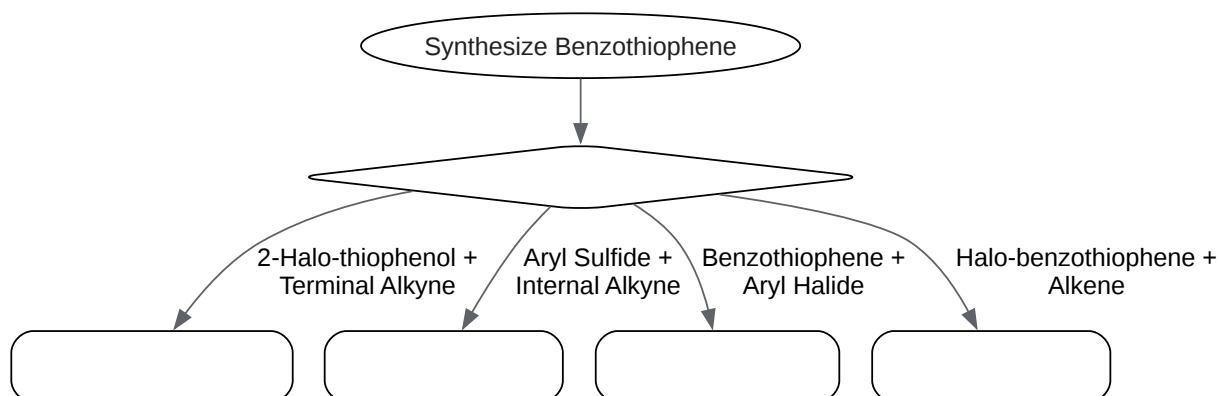 Synthesize Benzothiophene
2-Halo-thiophenol +
Terminal Alkyne
Aryl Sulfide +
Internal Alkyne
Benzothiophene +
Aryl Halide
Halo-benzothiophene +
Alkene